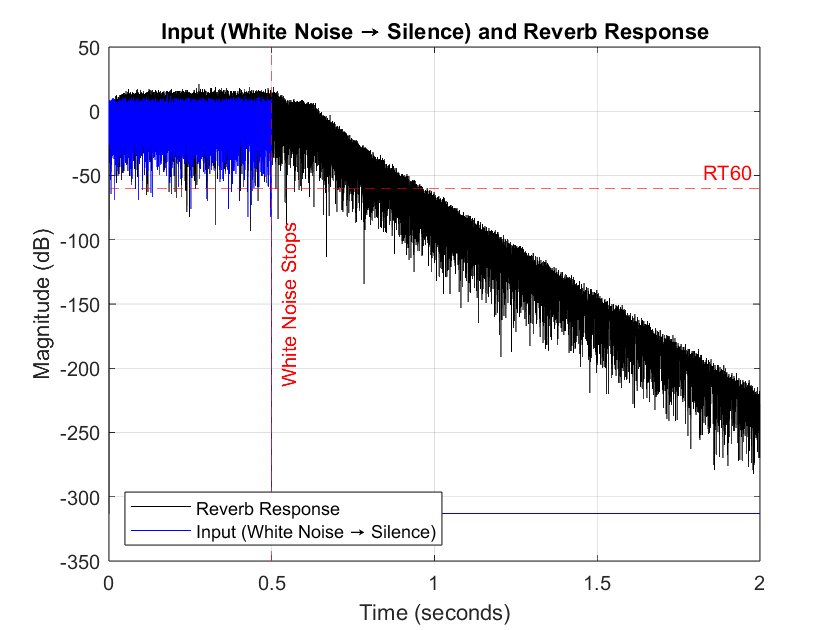 Input (White Noise → Silence) and Reverb Response
50
0
-50
-100
-150
-200
-250
-300
-350
Magnitude (dB)
RT60
White Noise Stops
Reverb Response
Input (White Noise → Silence)
0
0.5
1
1.5
2
Time (seconds)